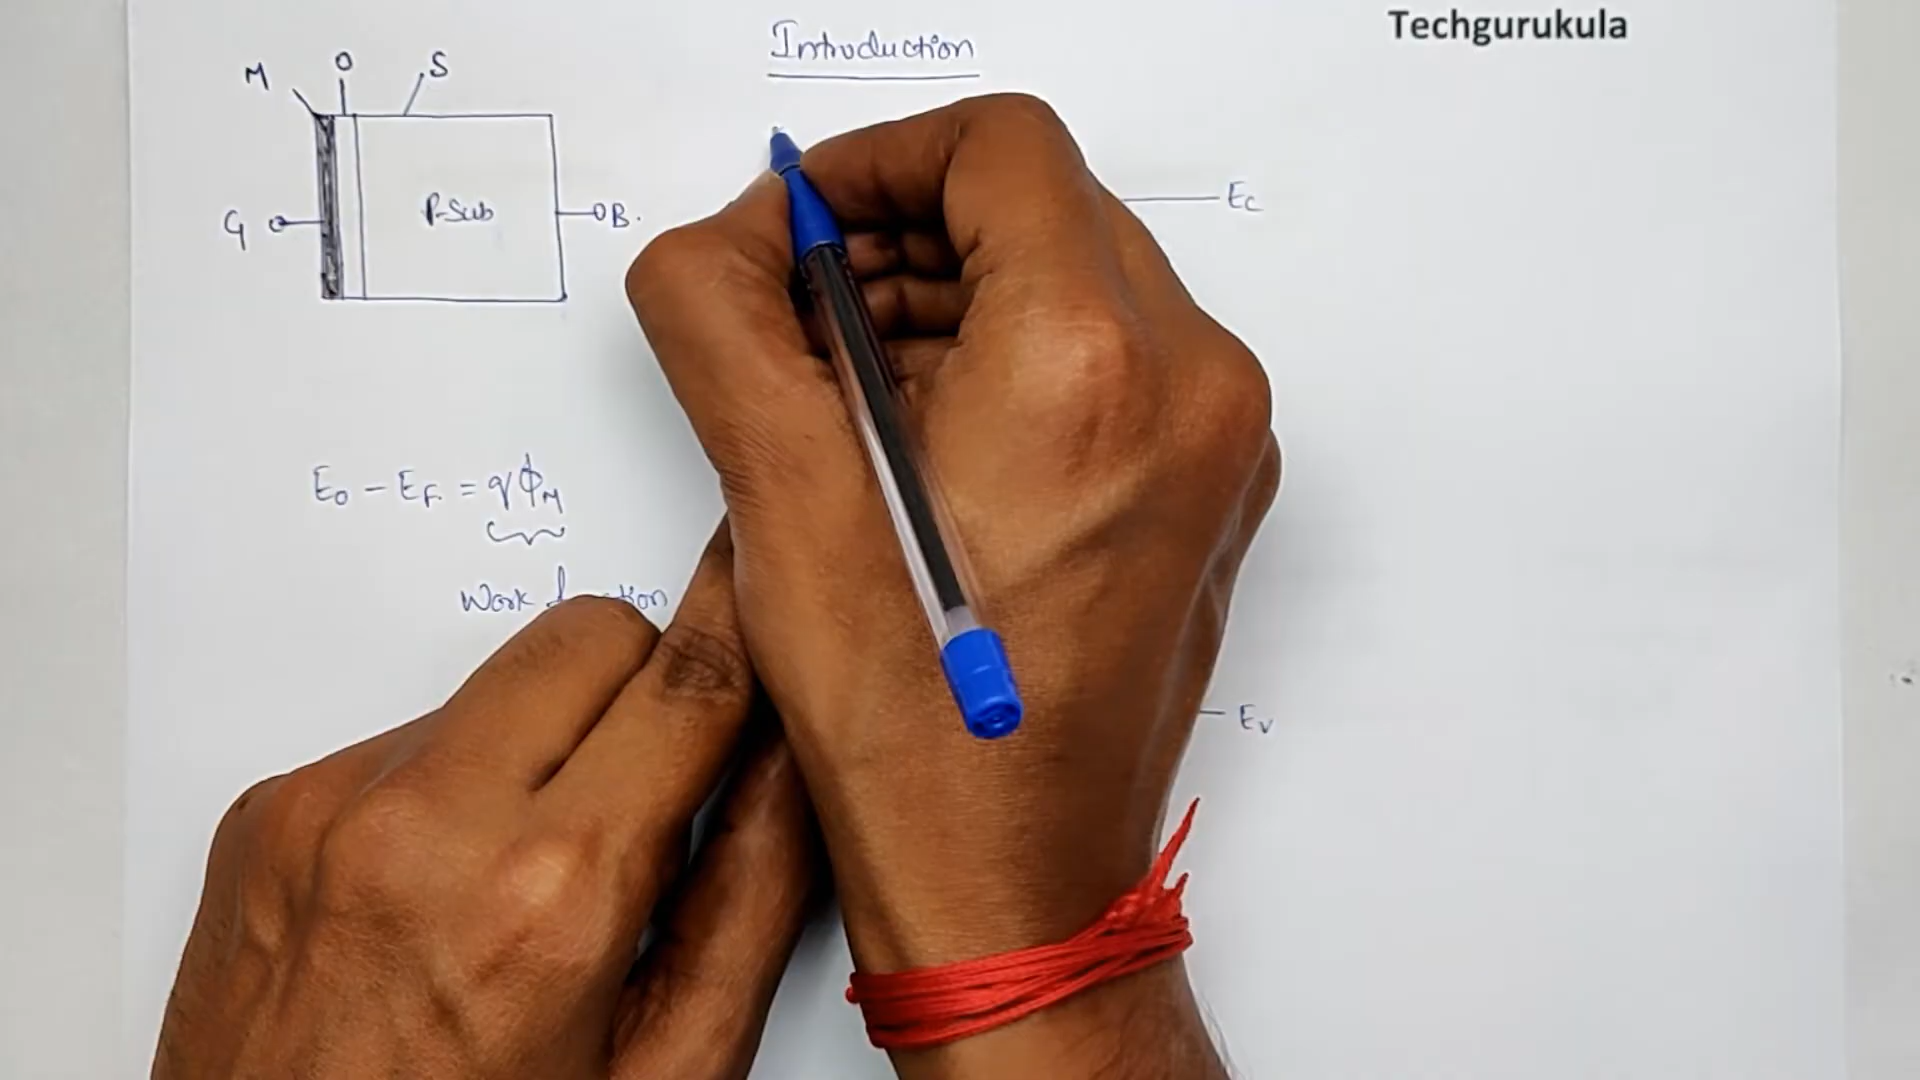 Techgurukula
Introduction
M O S
P-Sub
G
B.
Ec
E0 - EF. = qϕM
Work
Ev